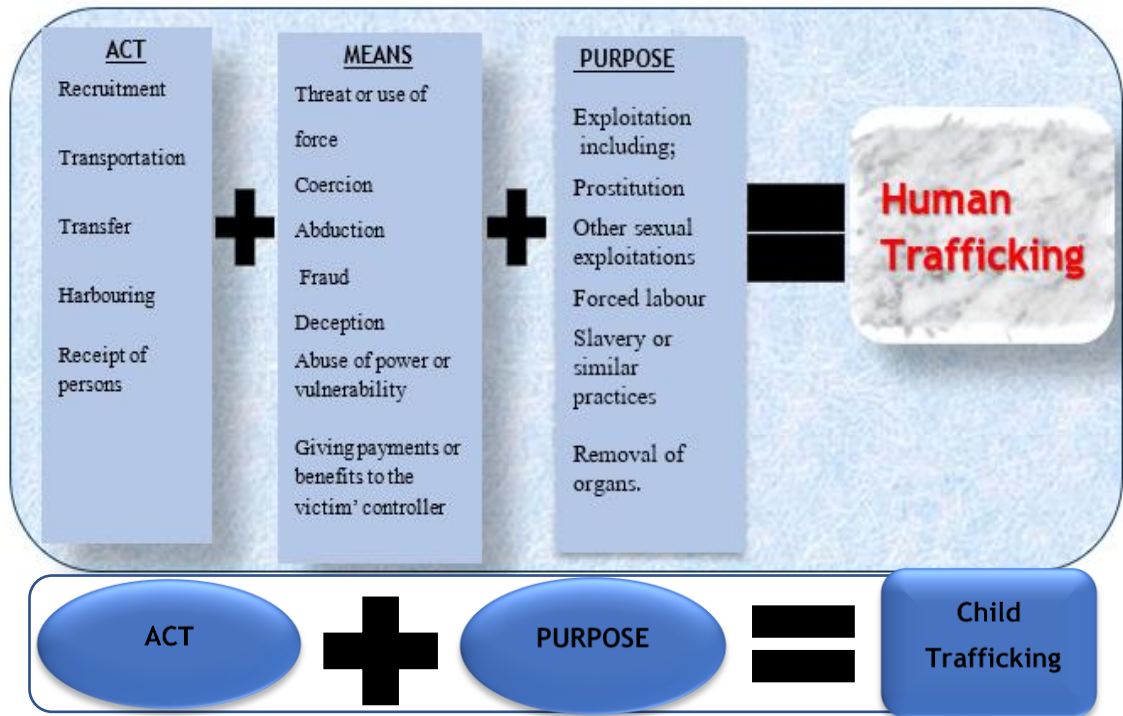 ACT
Recruitment
Transportation
Transfer
Harbouring
Receipt of
persons
MEANS
Threat or use of
force
Coercion
Abduction
Fraud
Deception
Abuse of power or
vulnerability
Giving payments or
benefits to the
victim’ controller
PURPOSE
Exploitation
including;
Prostitution
Other sexual
exploitations
Forced labour
Slavery or
similar
practices
Removal of
organs.
Human
Trafficking
ACT
PURPOSE
Child
Trafficking